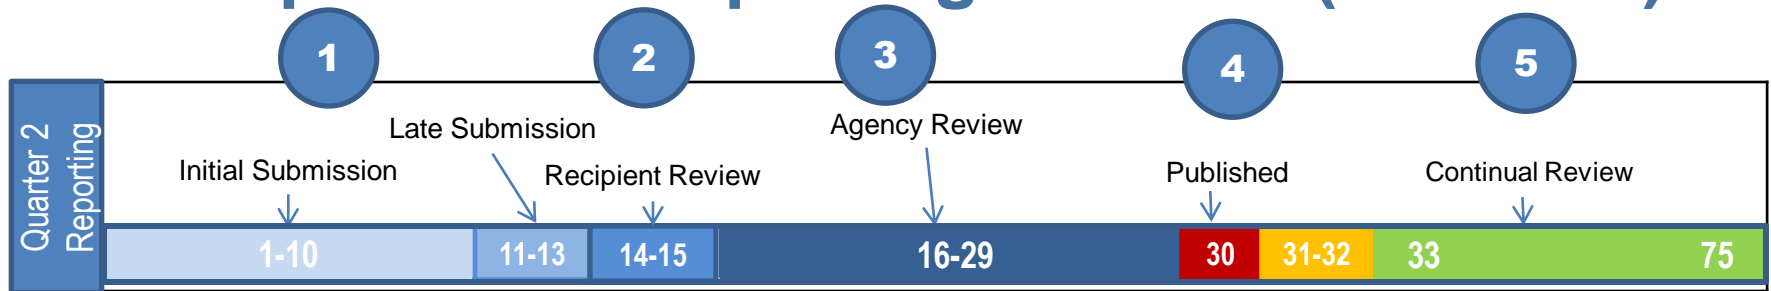 1
2
3
4
5
Quarter 2
Reporting
Late Submission
Agency Review
Initial Submission
Recipient Review
Published
Continual Review
1-10
11-13
14-15
16-29
30
31-32
33
75